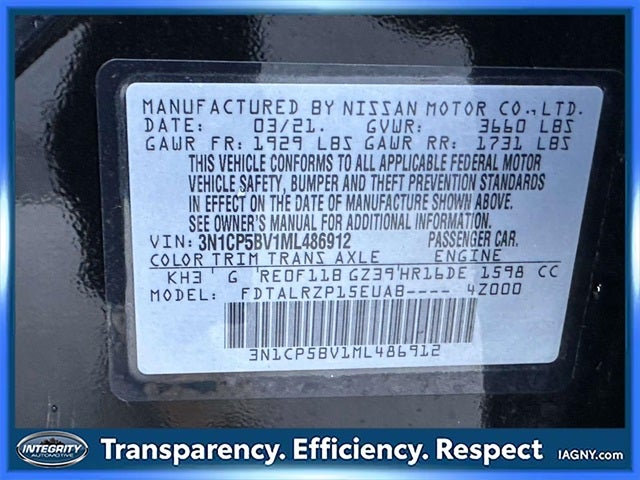 MANUFACTURED BY NISSAN MOTOR CO., LTD.
DATE: 03/21. GVWR: 3660 LBS
GAWR FR: 1929 LBS GAWR RR: 1731 LBS
THIS VEHICLE CONFORMS TO ALL APPLICABLE FEDERAL MOTOR
VEHICLE SAFETY, BUMPER AND THEFT PREVENTION STANDARDS
IN EFFECT ON THE DATE OF MANUFACTURE SHOWN ABOVE.
SEE OWNER'S MANUAL FOR ADDITIONAL INFORMATION.
VIN: 3N1CP5BV1ML486912 PASSENGER CAR.
COLOR TRIM TRANS AXLE ENGINE
KH3 G RE0F11B GZ39 HR16DE 1598 CC
FDTALRZP15EUAB---- 4Z000
3N1CP5BV1ML486912
INTEGRITY
AUTOMOTIVE
Transparency. Efficiency. Respect
IAGNY.com